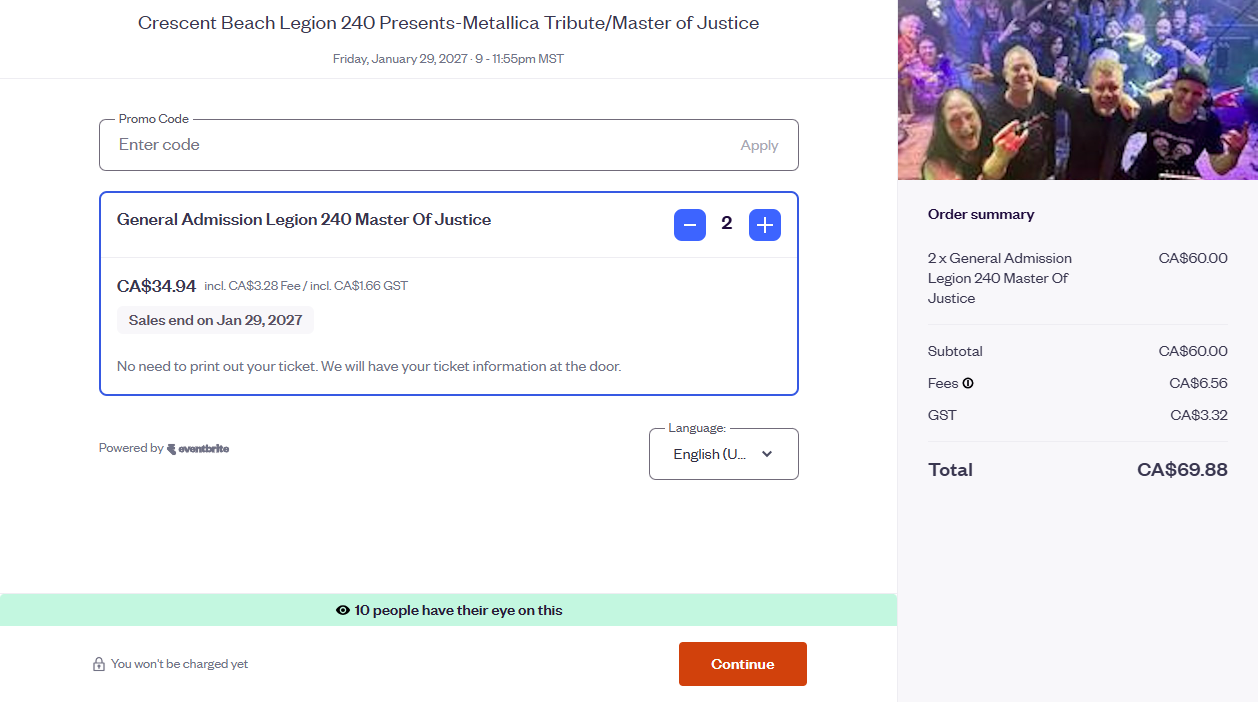 Crescent Beach Legion 240 Presents-Metallica Tribute/Master of Justice
Friday, January 29, 2027 · 9 - 11:55pm MST
Promo Code
Enter code
Apply
General Admission Legion 240 Master Of Justice
2
CA$34.94 incl. CA$3.28 Fee / incl. CA$1.66 GST
Sales end on Jan 29, 2027
No need to print out your ticket. We will have your ticket information at the door.
Powered by eventbrite
Language:
English (U...
10 people have their eye on this
You won't be charged yet
Continue
Order summary
2 x General Admission CA$60.00
Legion 240 Master Of
Justice
Subtotal CA$60.00
Fees CA$6.56
GST CA$3.32
Total CA$69.88